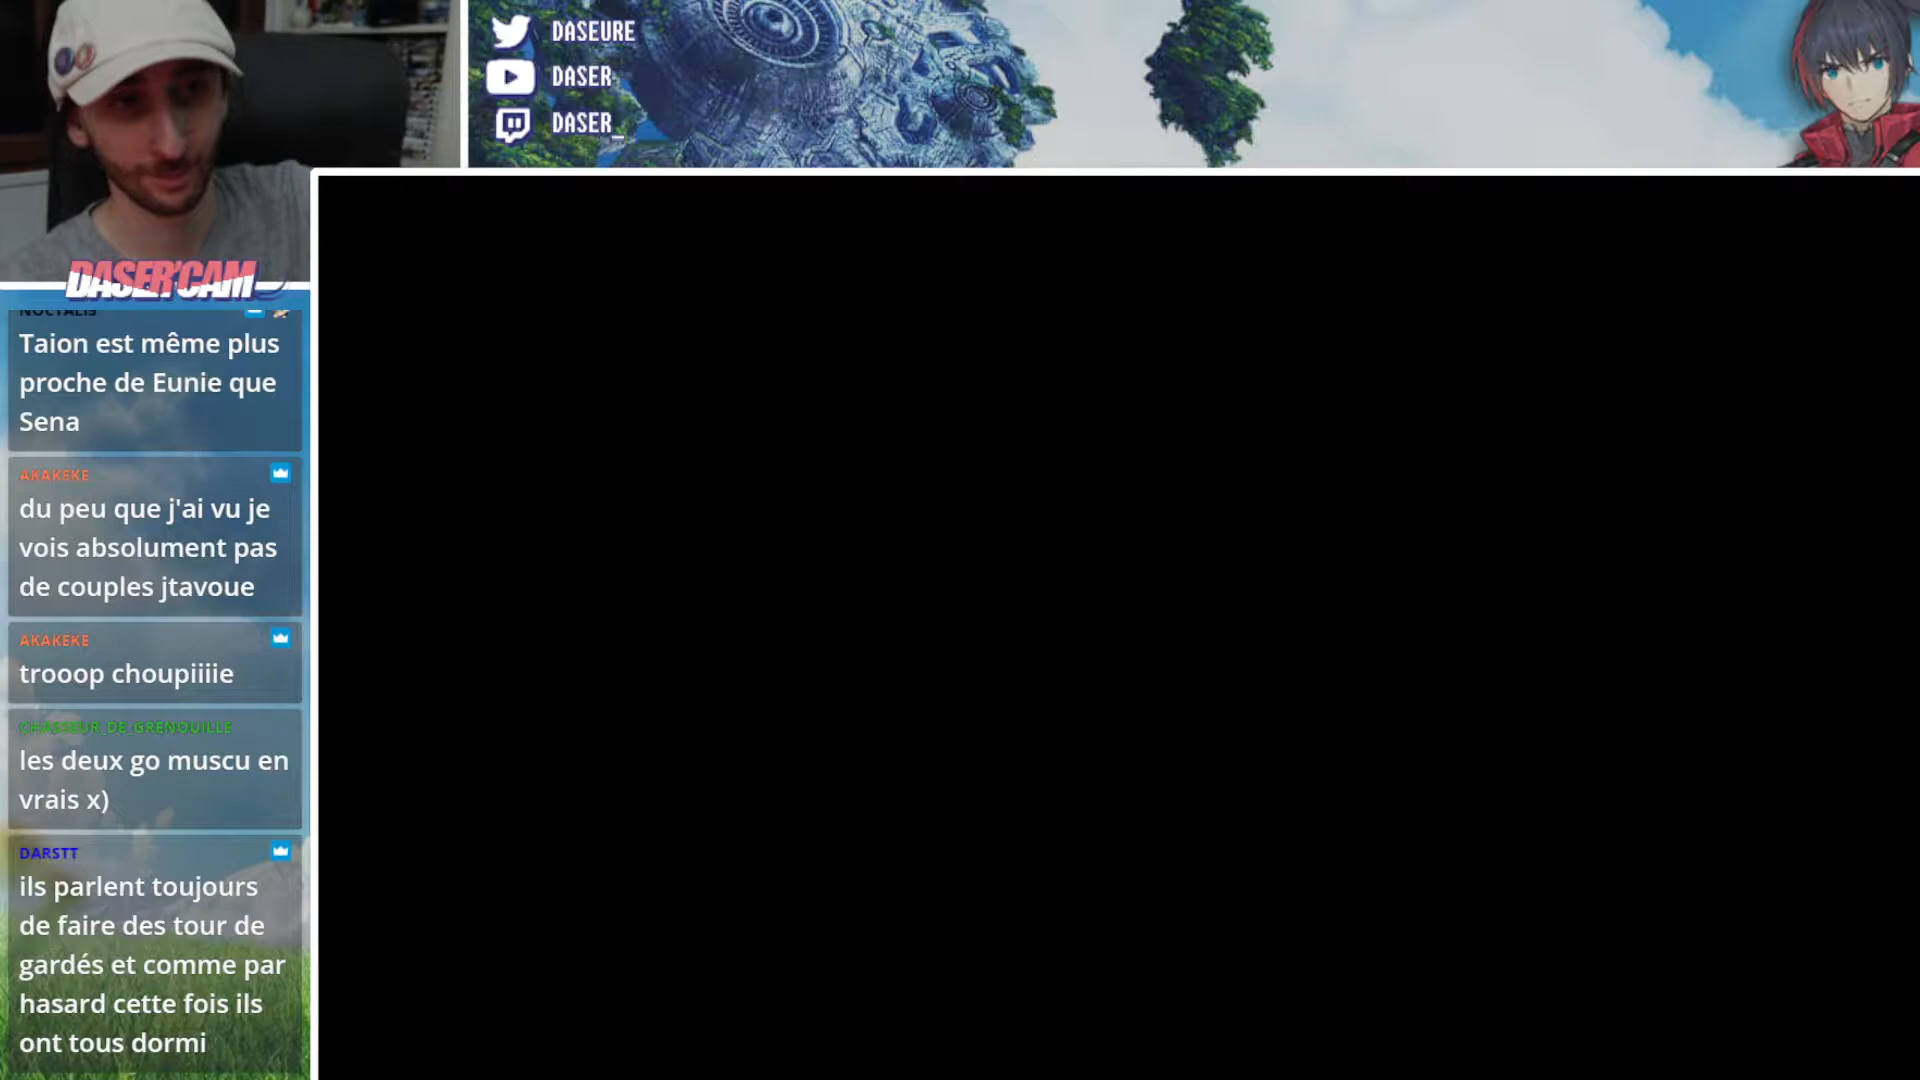 DASEURE
DASER
DASER_
DASER'CAM
NOCTALIS
Taion est même plus
proche de Eunie que
Sena
AKAKEKE
du peu que j'ai vu je
vois absolument pas
de couples jtavoue
AKAKEKE
trooop choupiiiie
CHASSEUR_DE_GRENOUILLE
les deux go muscu en
vrais x)
DARSTT
ils parlent toujours
de faire des tour de
gardés et comme par
hasard cette fois ils
ont tous dormi